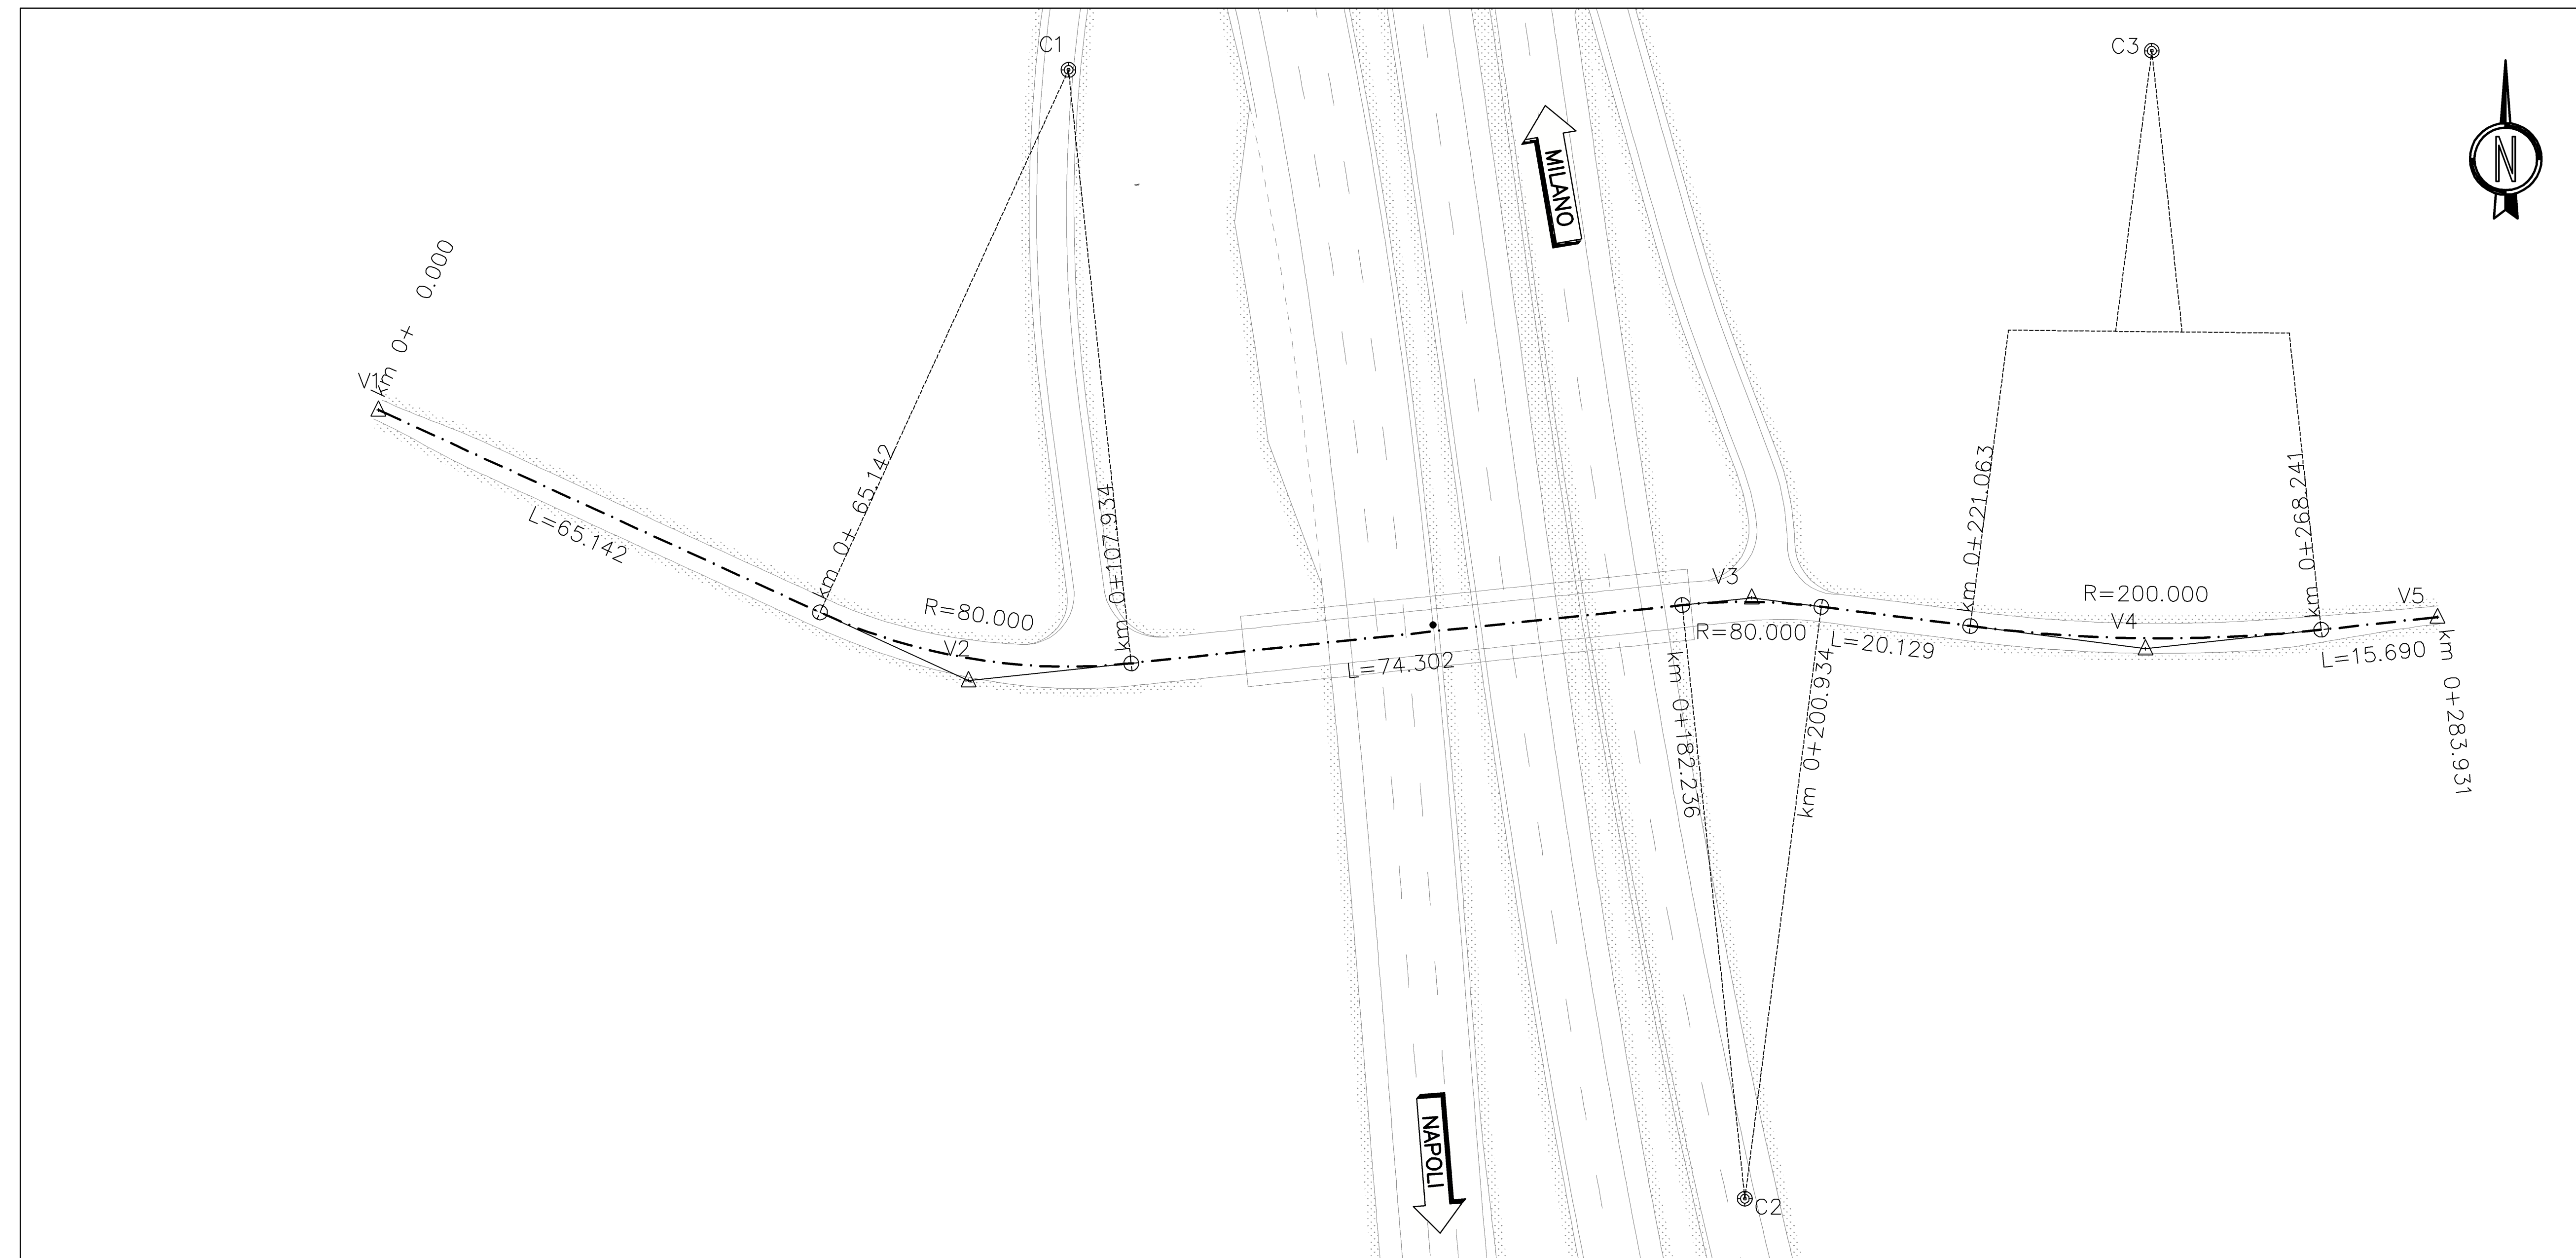 C1
C3
N
MILANO
km 0+ 0.000
V1
km 0+ 65.142
km 0+107.934
km 0+221.063
km 0+268.241
L=65.142
R=80.000
V2
V3
R=200.000
V4
V5
R=80.000
L=20.129
L=74.302
L=15.690
km 0+182.236
km 0+200.934
km 0+283.931
NAPOLI
C2